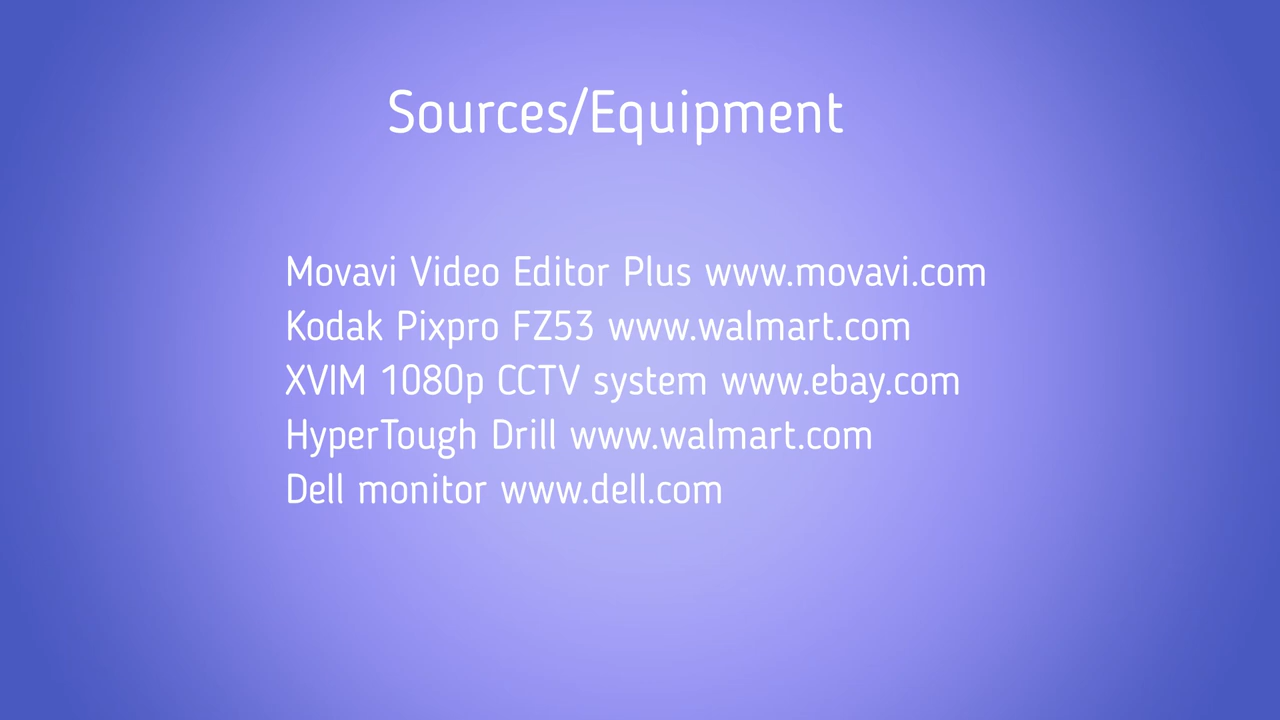 Sources/Equipment
Movavi Video Editor Plus www.movavi.com
Kodak Pixpro FZ53 www.walmart.com
XVIM 1080p CCTV system www.ebay.com
HyperTough Drill www.walmart.com
Dell monitor www.dell.com